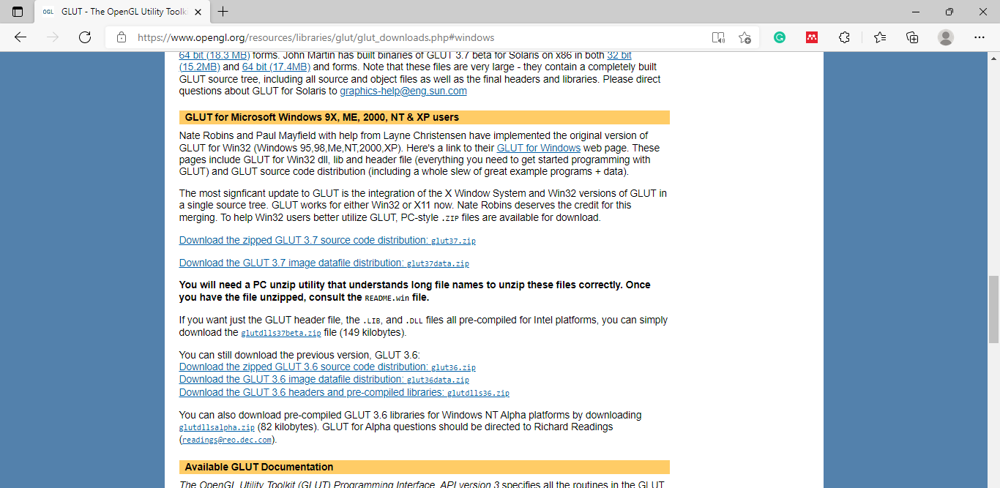 OGL GLUT - The OpenGL Utility Toolk
https://www.opengl.org/resources/libraries/glut/glut_downloads.php#windows
64 bit (18.3 MB) forms. John Martin has built binaries of GLUT 3.7 beta for Solaris on x86 in both 32 bit
(15.2MB) and 64 bit (17.4MB) and forms. Note that these files are very large - they contain a completely built
GLUT source tree, including all source and object files as well as the final headers and libraries. Please direct
questions about GLUT for Solaris to graphics-help@eng.sun.com
GLUT for Microsoft Windows 9X, ME, 2000, NT & XP users
Nate Robins and Paul Mayfield with help from Layne Christensen have implemented the original version of
GLUT for Win32 (Windows 95,98,Me,NT,2000,XP). Here's a link to their GLUT for Windows web page. These
pages include GLUT for Win32 dll, lib and header file (everything you need to get started programming with
GLUT) and GLUT source code distribution (including a whole slew of great example programs + data).
The most signficant update to GLUT is the integration of the X Window System and Win32 versions of GLUT in
a single source tree. GLUT works for either Win32 or X11 now. Nate Robins deserves the credit for this
merging. To help Win32 users better utilize GLUT, PC-style .ZIP files are available for download.
Download the zipped GLUT 3.7 source code distribution: glut37.zip
Download the GLUT 3.7 image datafile distribution: glut37data.zip
You will need a PC unzip utility that understands long file names to unzip these files correctly. Once
you have the file unzipped, consult the README.win file.
If you want just the GLUT header file, the .LIB, and .DLL files all pre-compiled for Intel platforms, you can simply
download the glutdlls37beta.zip file (149 kilobytes).
You can still download the previous version, GLUT 3.6:
Download the zipped GLUT 3.6 source code distribution: glut36.zip
Download the GLUT 3.6 image datafile distribution: glut36data.zip
Download the GLUT 3.6 headers and pre-compiled libraries: glutdlls36.zip
You can also download pre-compiled GLUT 3.6 libraries for Windows NT Alpha platforms by downloading
glutdllsalpha.zip (82 kilobytes). GLUT for Alpha questions should be directed to Richard Readings
(readings@reo.dec.com).
Available GLUT Documentation
The OpenGL Utility Toolkit (GLUT) Programming Interface, API version 3 specifies all the routines in the GLUT